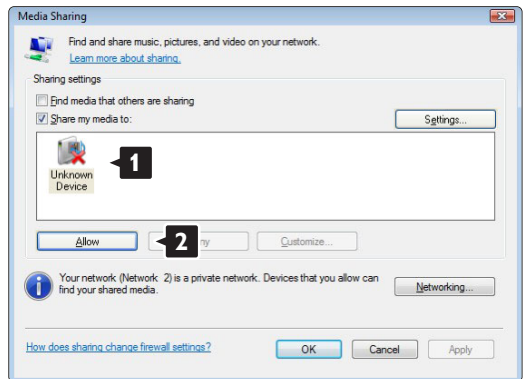 Media Sharing
Find and share music, pictures, and video on your network.
Learn more about sharing.
Sharing settings
Find media that others are sharing
Share my media to:
Settings...
1
Unknown
Device
Allow
2
ny
Customize...
Your network (Network 2) is a private network. Devices that you allow can
find your shared media.
Networking...
How does sharing change firewall settings?
OK
Cancel
Apply